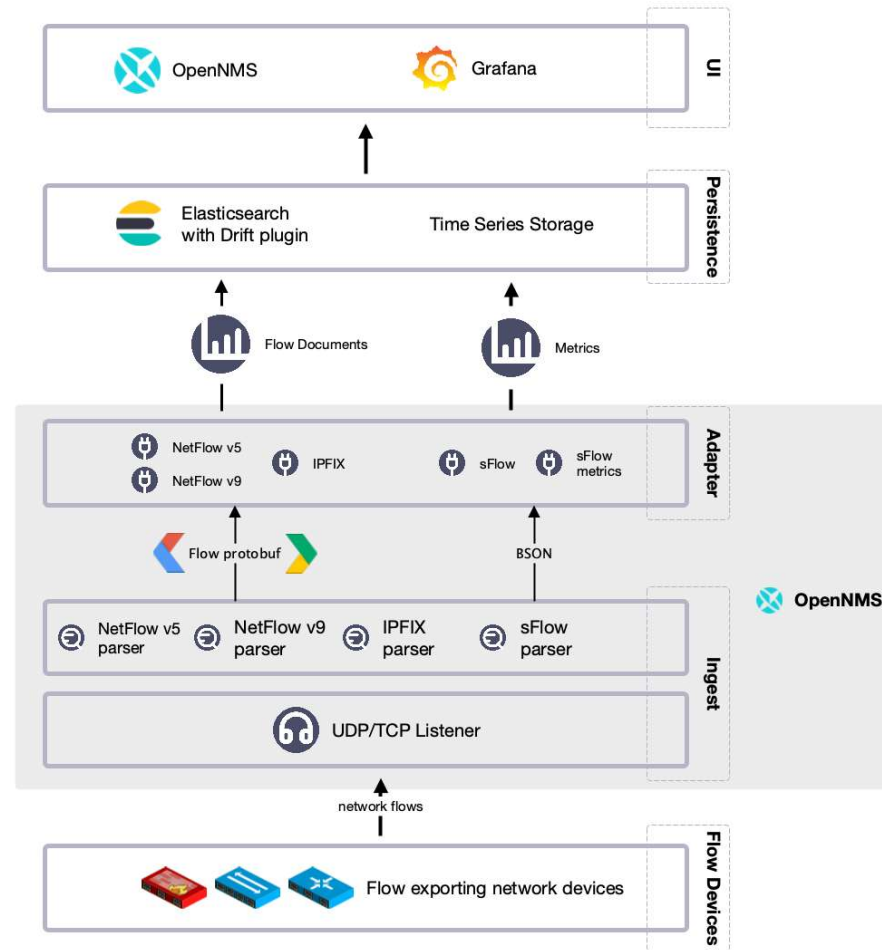 OpenNMS
Grafana
UI
Elasticsearch
with Drift plugin
Time Series Storage
Persistence
Flow Documents
Metrics
NetFlow v5
NetFlow v9
IPFIX
sFlow
sFlow
metrics
Adapter
Flow protobuf
BSON
NetFlow v5
parser
NetFlow v9
parser
IPFIX
parser
sFlow
parser
OpenNMS
Ingest
UDP/TCP Listener
network flows
Flow exporting network devices
Flow Devices